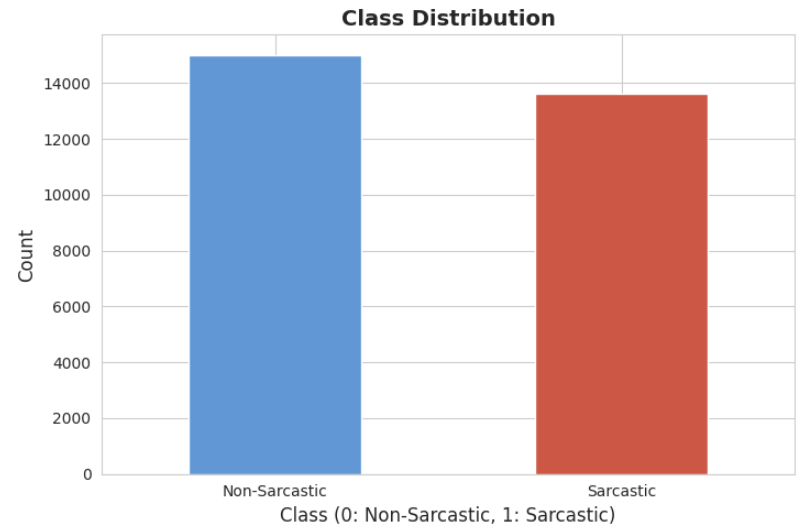 Class Distribution
14000
12000
10000
8000
6000
4000
2000
0
Count
Non-Sarcastic
Sarcastic
Class (0: Non-Sarcastic, 1: Sarcastic)